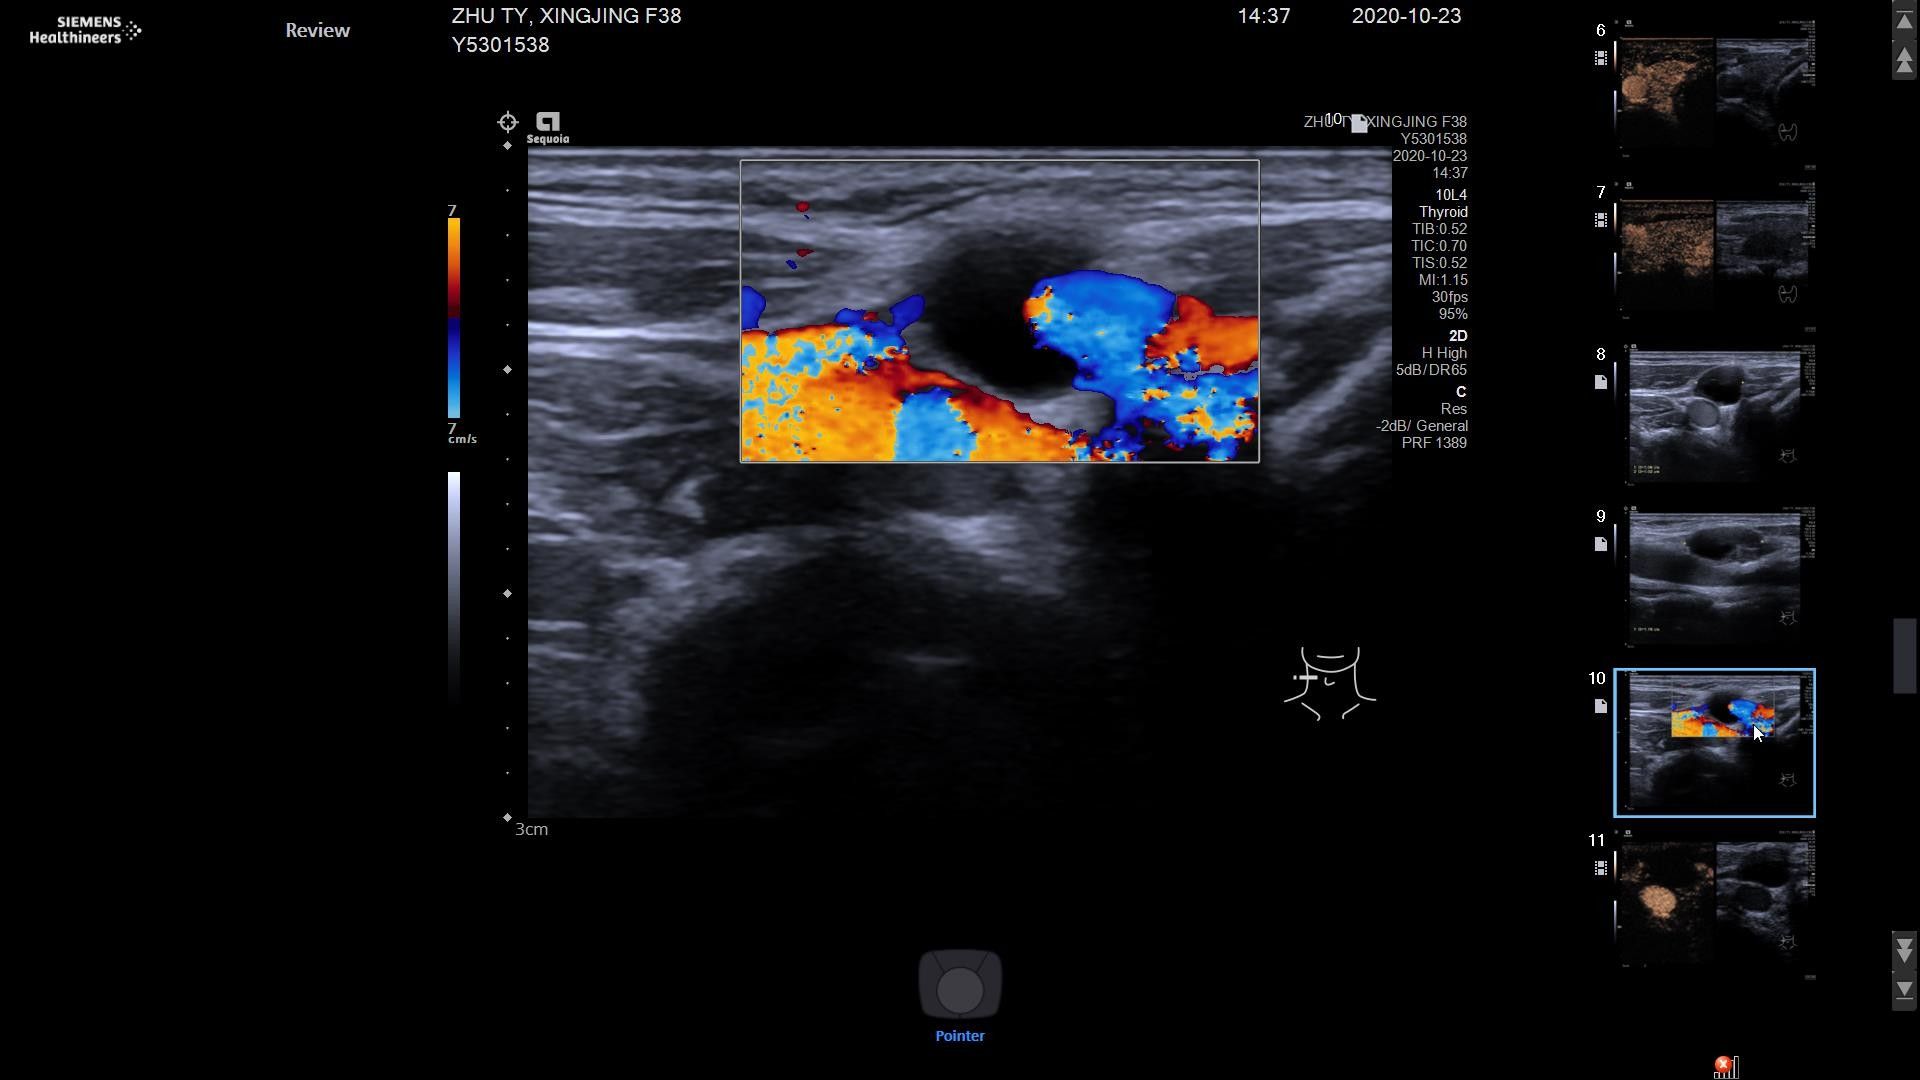 SIEMENS
Healthineers
Review
ZHU TY, XINGJING F38
14:37
2020-10-23
Y5301538
Sequoia
10
XINGJING F38
Y5301538
2020-10-23
14:37
10L4
Thyroid
TIB:0.52
TIC:0.70
TIS:0.52
MI:1.15
30fps
95%
2D
H High
5dB/DR65
C
Res
-2dB/ General
PRF 1389
7
7
cm/s
3cm
6
7
8
9
10
11
Pointer